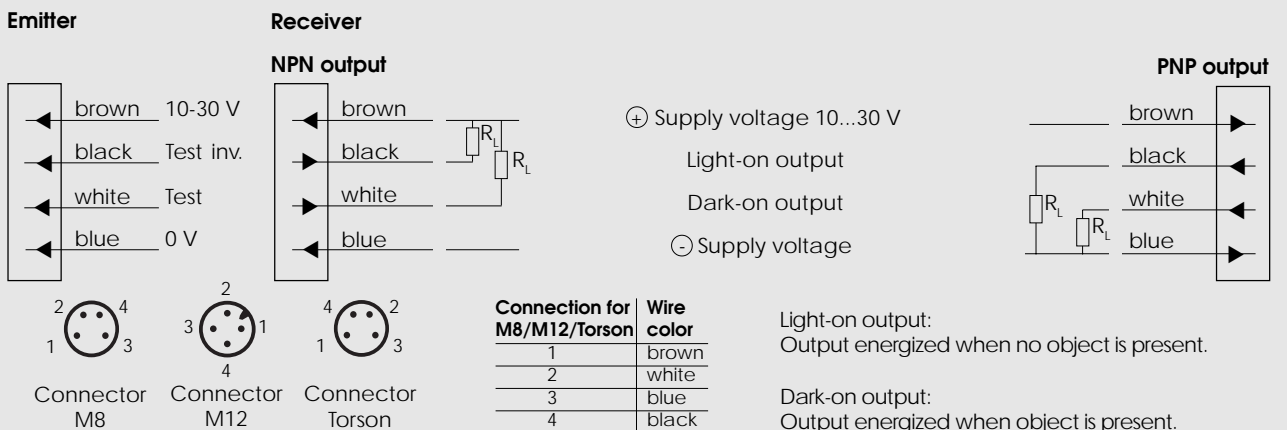 Emitter
Receiver
NPN output
PNP output
brown 10-30 V
black Test inv.
white Test
blue 0 V
brown
black
white
blue
R_L
R_L
⊕ Supply voltage 10...30 V
Light-on output
Dark-on output
⊖ Supply voltage
brown
black
white
blue
R_L
R_L
2 4
1 3
Connector
M8
2
3 1
4
Connector
M12
4 2
1 3
Connector
Torson
Connection for Wire
M8/M12/Torson color
1 brown
2 white
3 blue
4 black
Light-on output:
Output energized when no object is present.
Dark-on output:
Output energized when object is present.